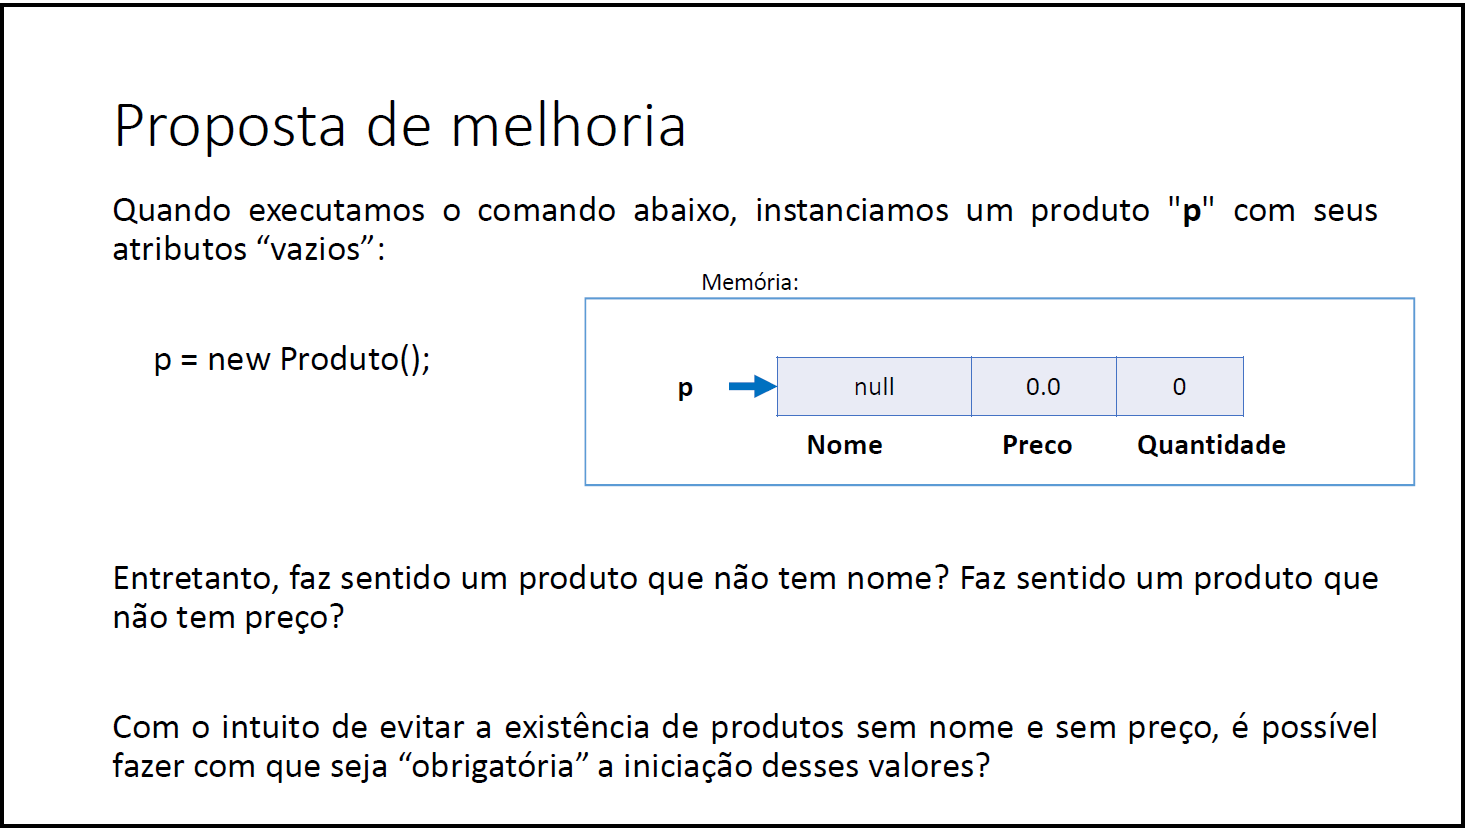 Proposta de melhoria
Quando executamos o comando abaixo, instanciamos um produto "p" com seus
atributos “vazios”:
Memória:
p = new Produto();
p
null
0.0
0
Nome
Preco
Quantidade
Entretanto, faz sentido um produto que não tem nome? Faz sentido um produto que
não tem preço?
Com o intuito de evitar a existência de produtos sem nome e sem preço, é possível
fazer com que seja “obrigatória” a iniciação desses valores?